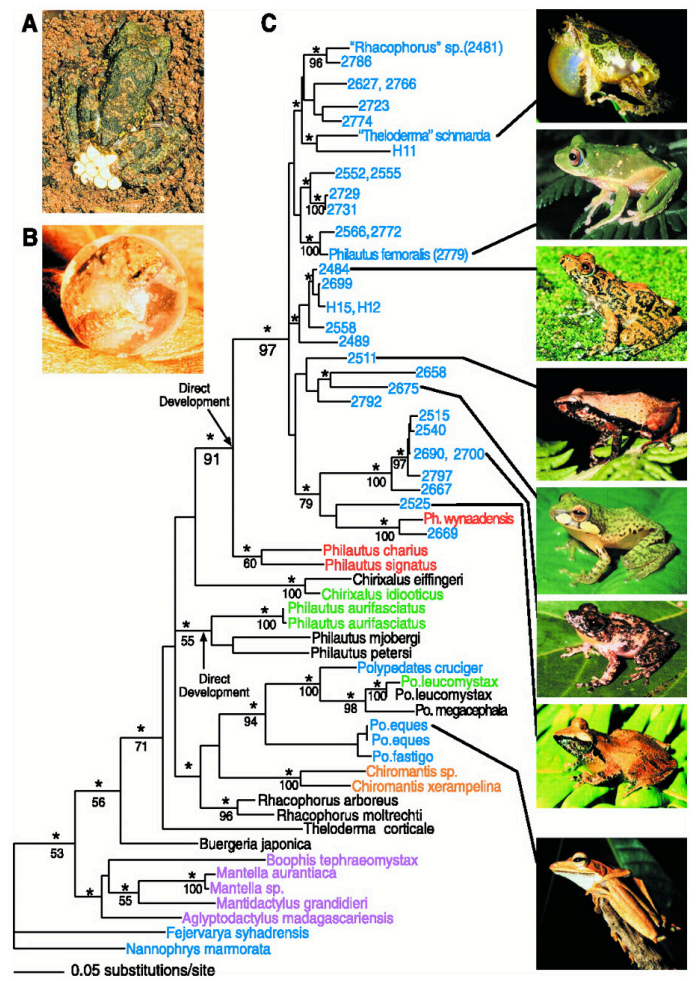 A
B
C
*
96
"Rhacophorus" sp.(2481)
2786
2627, 2766
*
2723
2774
*
"Theloderma" schmarda
H11
*
2552,2555
*
100
2729
2731
*
100
2566,2772
Philautus femoralis (2779)
*
2484
2699
*
H15, H12
2558
2489
*
97
2511
*
2658
2675
2792
2515
2540
*
97
2690, 2700
2797
*
100
2667
*
79
2525
*
100
Ph. wynaadensis
2669
Direct
Development
*
91
*
60
Philautus charius
Philautus signatus
*
100
Chirixalus eiffingeri
Chirixalus idiooticus
*
100
Philautus aurifasciatus
Philautus aurifasciatus
*
55
Philautus mjobergi
Philautus petersi
Direct
Development
*
100
Polypedates cruciger
*
100
Po.leucomystax
Po.leucomystax
*
98
Po. megacephala
*
94
Po.eques
Po.eques
Po.fastigo
*
100
Chiromantis sp.
Chiromantis xerampelina
*
96
Rhacophorus arboreus
Rhacophorus moltrechti
*
71
Theloderma corticale
*
56
Buergeria japonica
*
53
Boophis tephraeomystax
*
100
Mantella aurantiaca
Mantella sp.
*
*
55
Mantidactylus grandidieri
Aglyptodactylus madagascariensis
Fejervarya syhadrensis
Nannophrys marmorata
0.05 substitutions/site